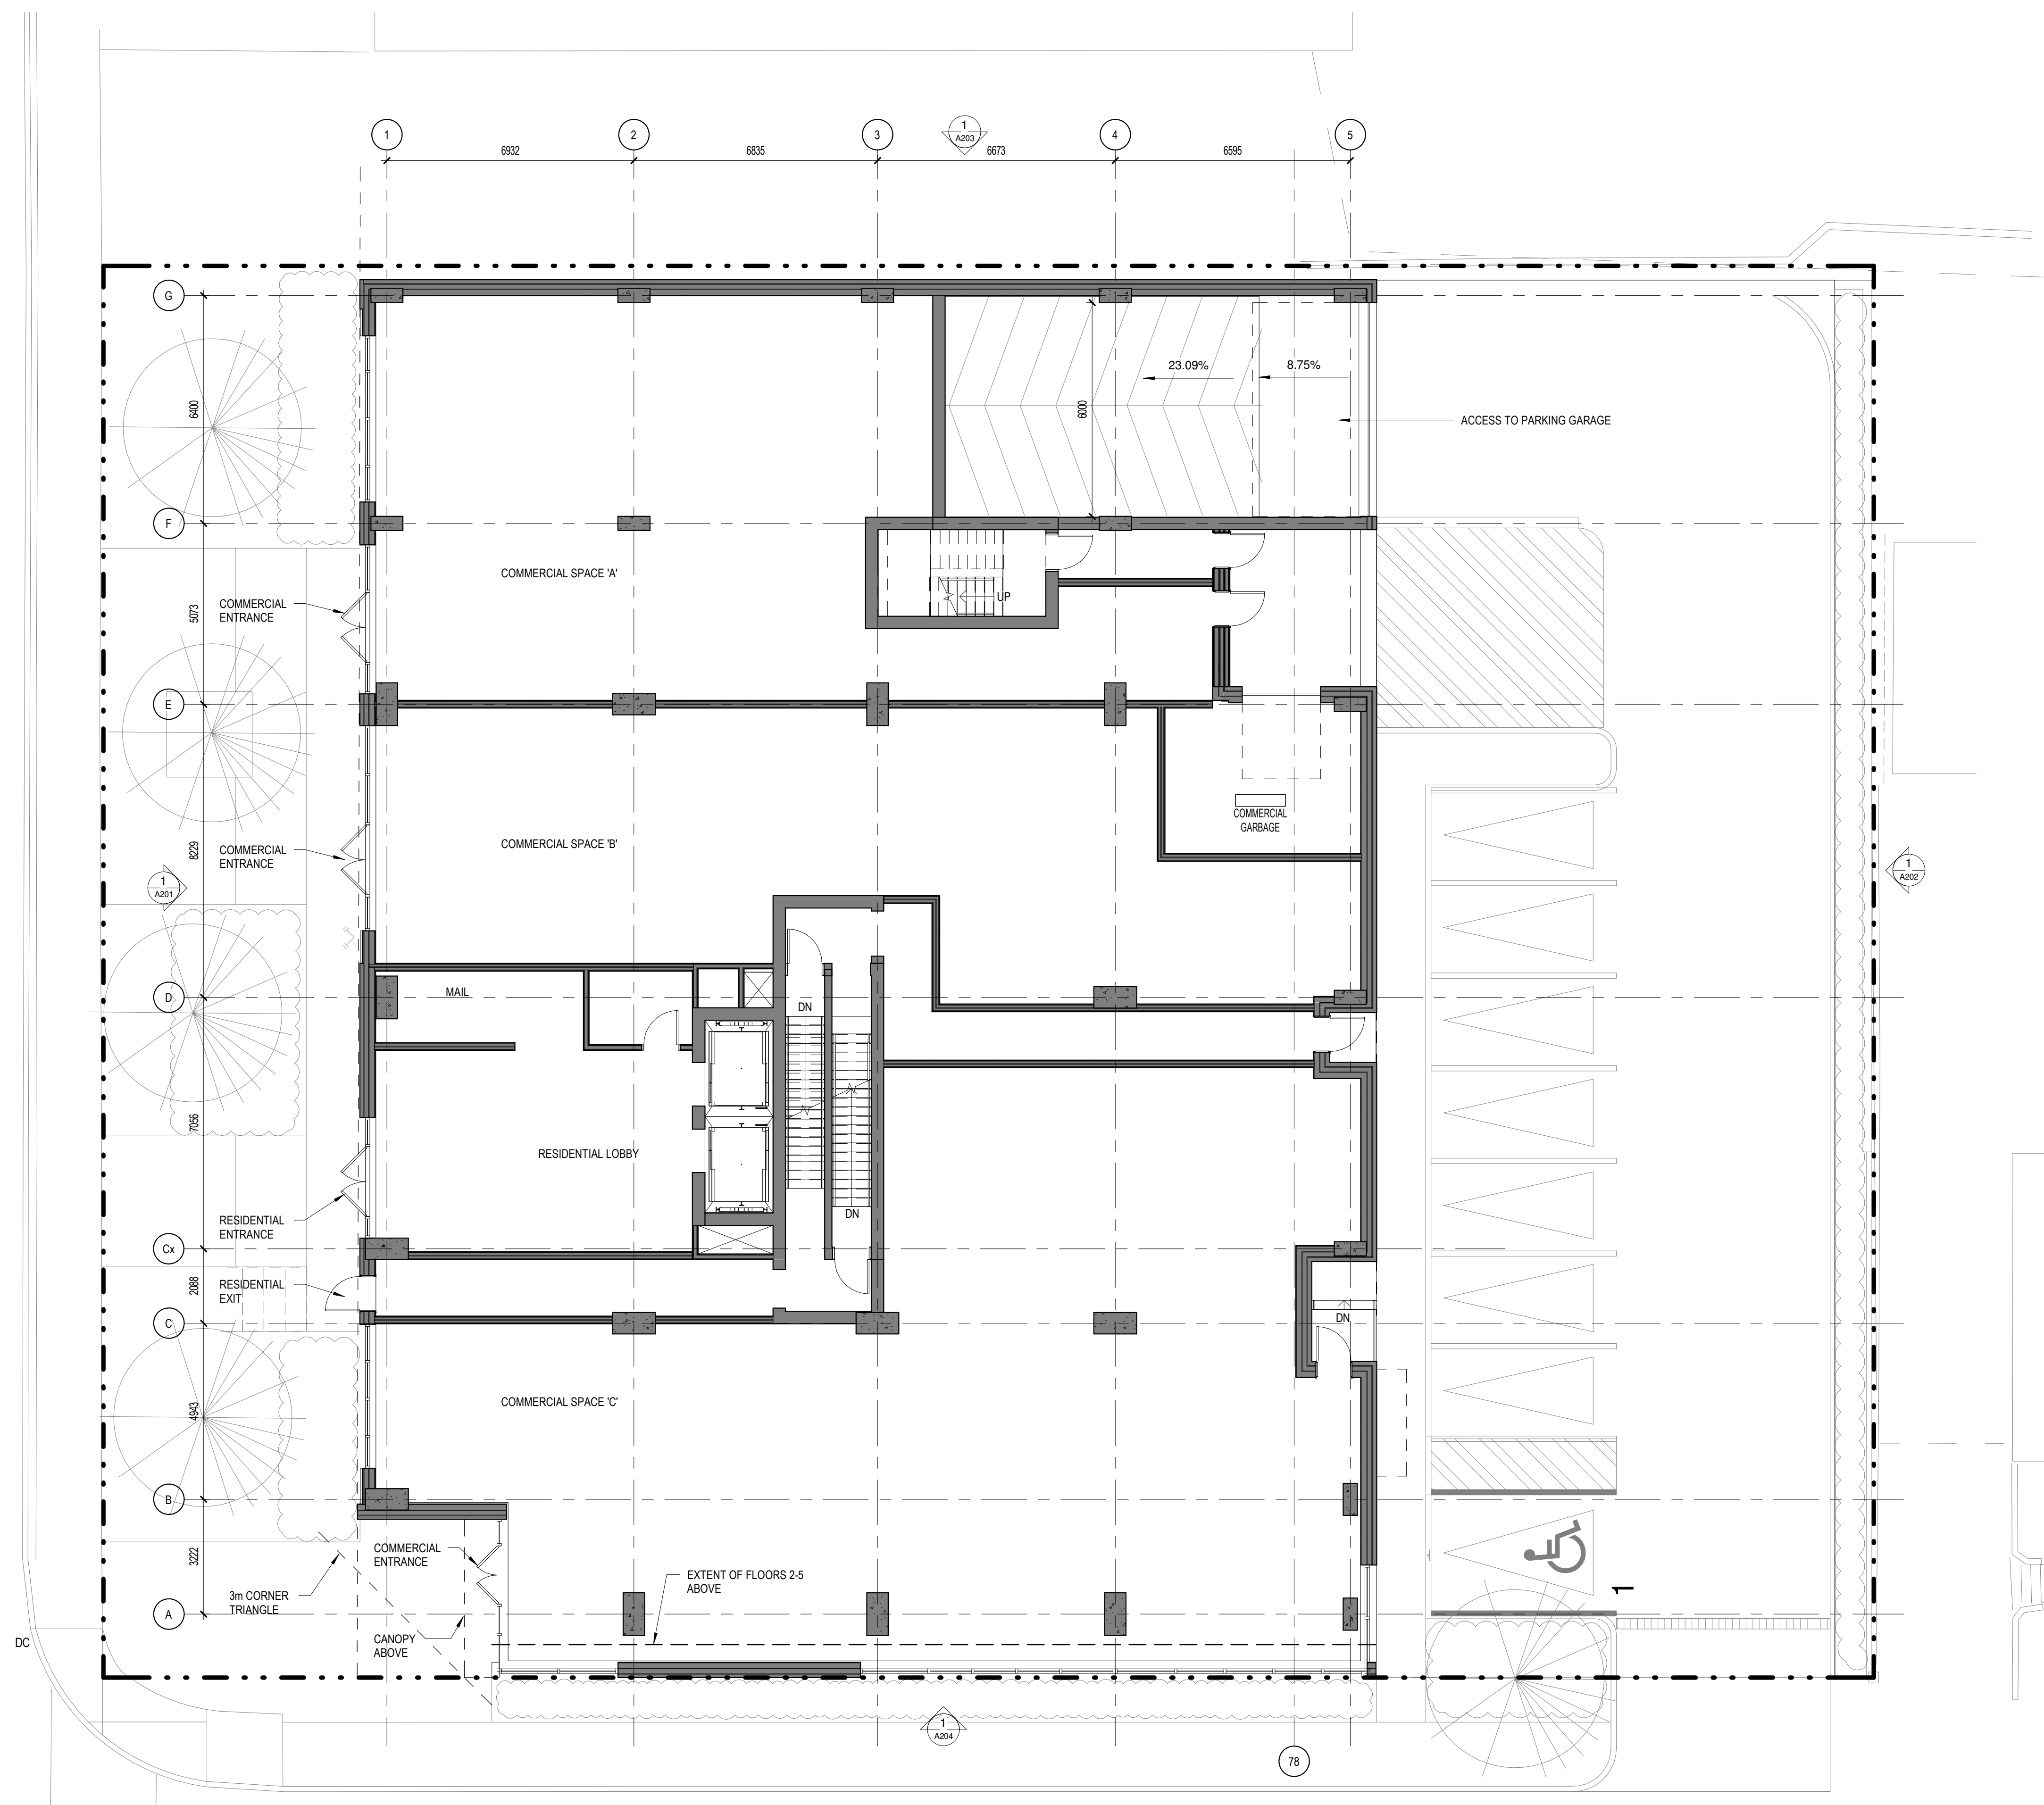 1
2
3
1
A203
4
5
6932
6835
6673
6595
G
23.09%
8.75%
6400
6000
ACCESS TO PARKING GARAGE
F
COMMERCIAL SPACE 'A'
COMMERCIAL
ENTRANCE
5073
UP
E
COMMERCIAL
GARBAGE
COMMERCIAL SPACE 'B'
COMMERCIAL
ENTRANCE
8229
1
A201
1
A202
MAIL
D
DN
7056
RESIDENTIAL LOBBY
DN
RESIDENTIAL
ENTRANCE
Cx
RESIDENTIAL
EXIT
2088
C
DN
COMMERCIAL SPACE 'C'
4943
B
COMMERCIAL
ENTRANCE
3222
EXTENT OF FLOORS 2-5
ABOVE
3m CORNER
TRIANGLE
1
A
CANOPY
ABOVE
DC
1
A204
78